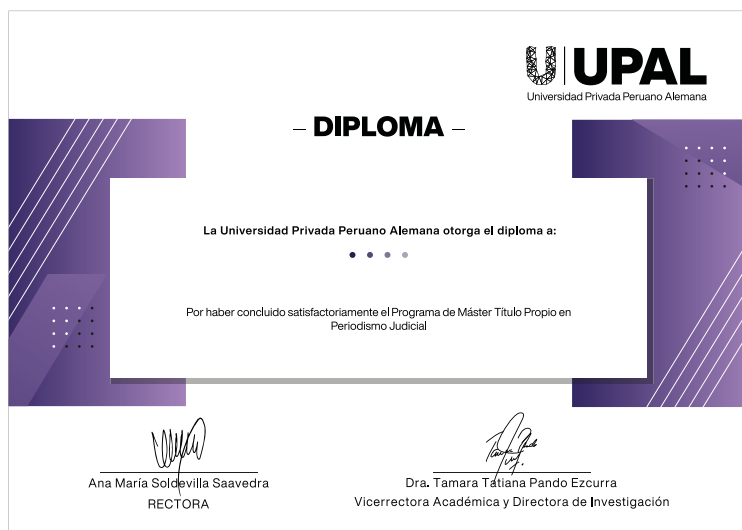 UPAL
Universidad Privada Peruano Alemana
– DIPLOMA –
La Universidad Privada Peruano Alemana otorga el diploma a:
Por haber concluido satisfactoriamente el Programa de Máster Título Propio en
Periodismo Judicial
Ana María Soldevilla Saavedra
RECTORA
Dra. Tamara Tatiana Pando Ezcurra
Vicerrectora Académica y Directora de Investigación